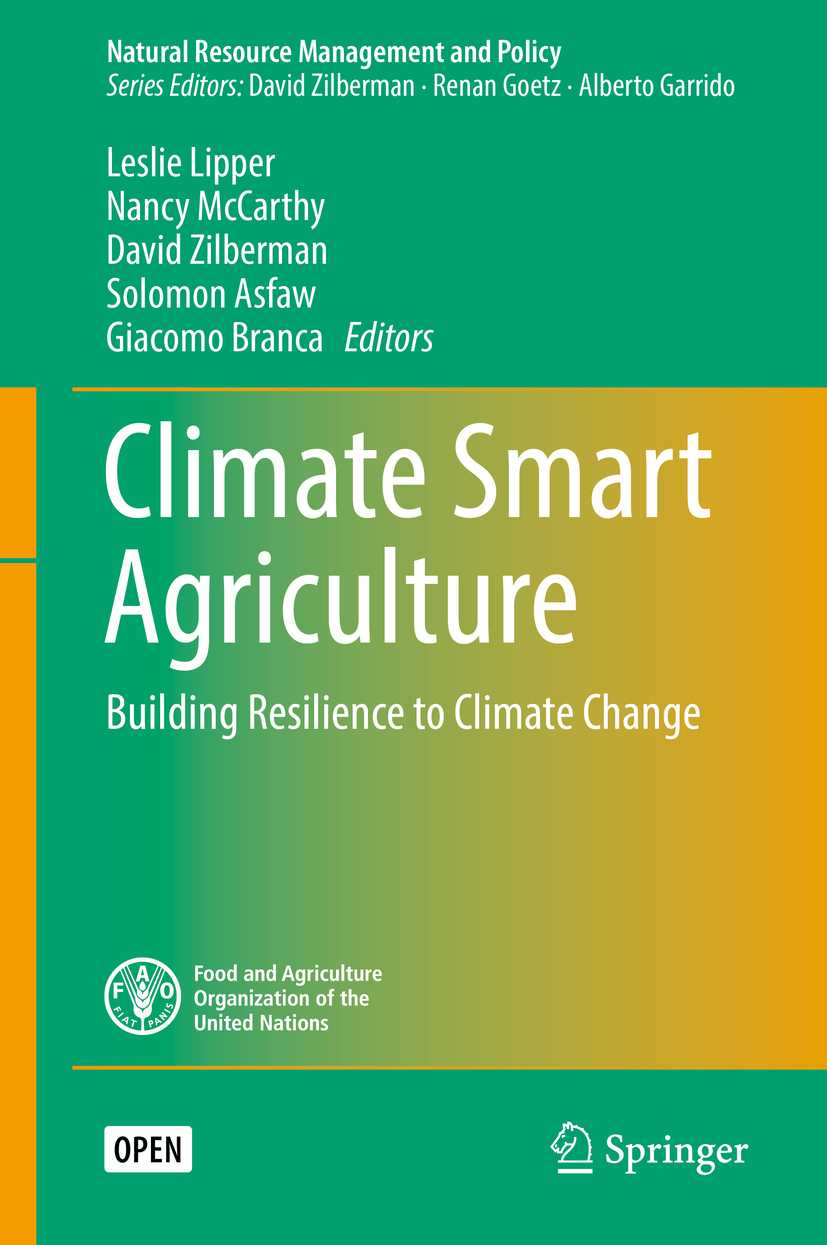 Natural Resource Management and Policy
Series Editors: David Zilberman · Renan Goetz · Alberto Garrido
Leslie Lipper
Nancy McCarthy
David Zilberman
Solomon Asfaw
Giacomo Branca Editors
Climate Smart
Agriculture
Building Resilience to Climate Change
F A O
FIAT PANIS
Food and Agriculture
Organization of the
United Nations
OPEN
Springer